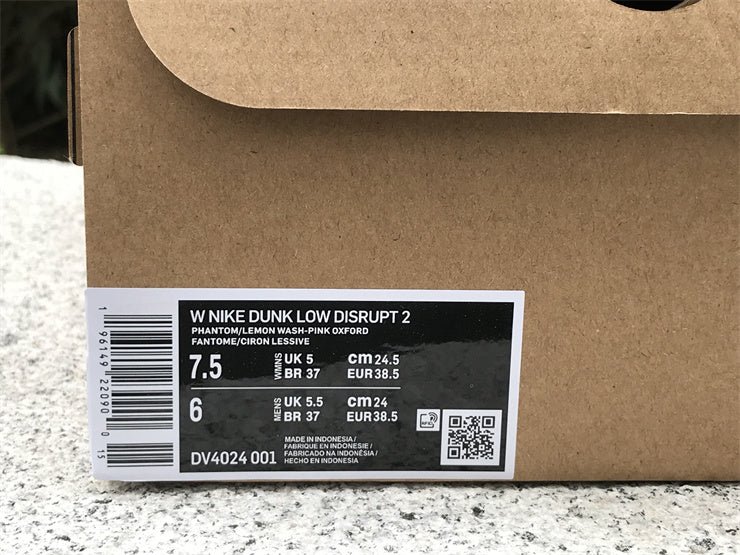 W NIKE DUNK LOW DISRUPT 2
PHANTOM/LEMON WASH-PINK OXFORD
FANTOME/CIRON LESSIVE
7.5 WMNS UK 5 cm 24.5
BR 37 EUR 38.5
6 MENS UK 5.5 cm 24
BR 37 EUR 38.5
DV4024 001
MADE IN INDONESIA /
FABRIQUE EN INDONESIE /
FABRICADO NA INDONÉSIA /
HECHO EN INDONESIA
RFID
1 96149 22090 0 15